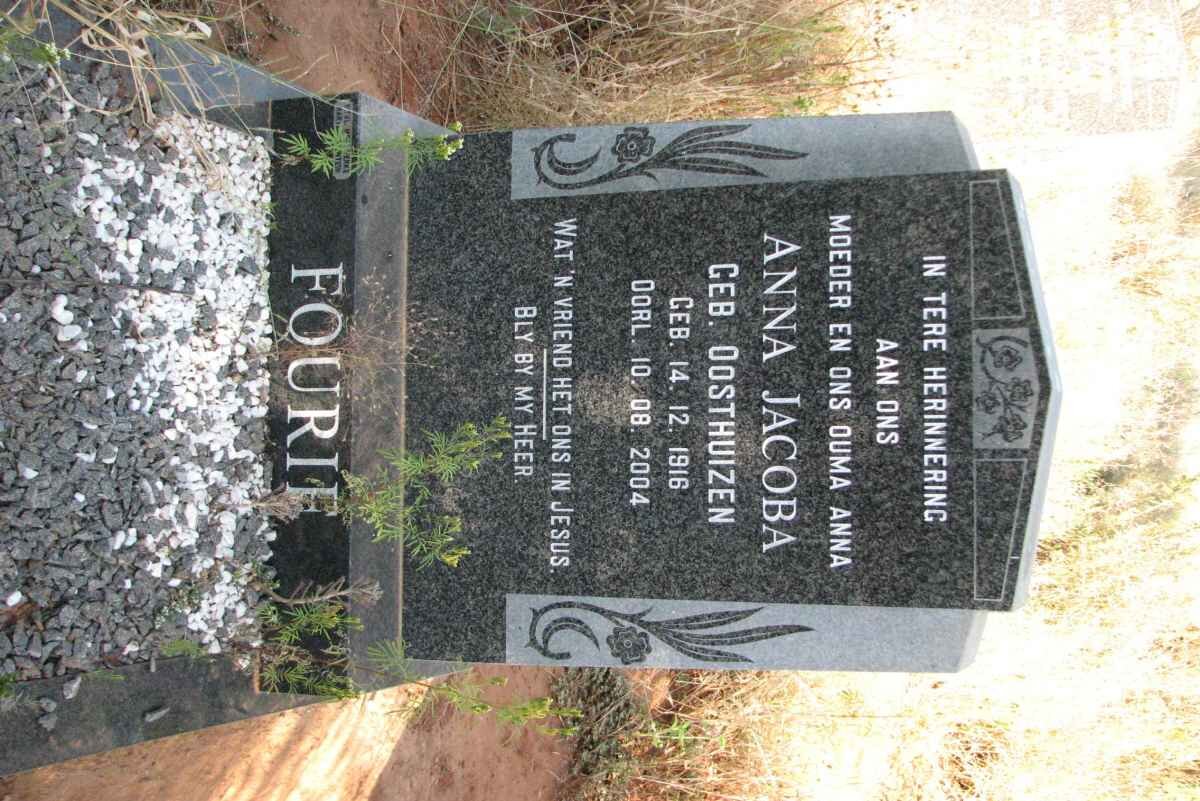 IN TERE HERINNERING
AAN ONS
MOEDER EN ONS OUMA ANNA
ANNA JACOBA
GEB. OOSTHUIZEN
GEB. 14. 12. 1916
OORL. 10. 08. 2004
WAT 'N VRIEND HET ONS IN JESUS.
BLY BY MY HEER
FOURIE